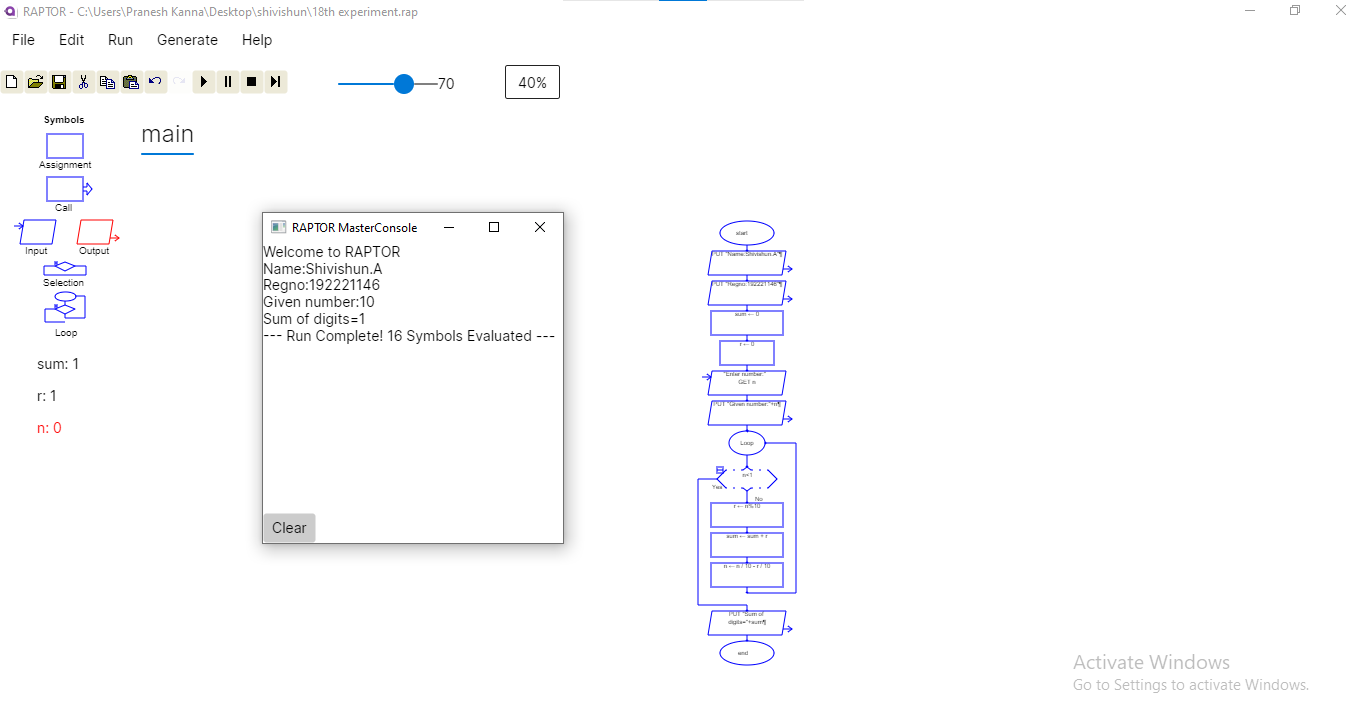 RAPTOR - C:\Users\Pranesh Kanna\Desktop\shivishun\18th experiment.rap
File Edit Run Generate Help
70
40%
Symbols
Assignment
Call
Input Output
Selection
Loop
sum: 1
r: 1
n: 0
main
RAPTOR MasterConsole
Welcome to RAPTOR
Name:Shivishun.A
Regno:192221146
Given number:10
Sum of digits=1
--- Run Complete! 16 Symbols Evaluated ---
Clear
start
PUT "Name:Shivishun.A"¶
PUT "Regno:192221146"¶
sum ← 0
r ← 0
"Enter number:"
GET n
PUT "Given number:"+n¶
Loop
n<1
Yes
No
r ← n%10
sum ← sum + r
n ← n / 10 - r / 10
PUT "Sum of
digits="+sum¶
end
Activate Windows
Go to Settings to activate Windows.